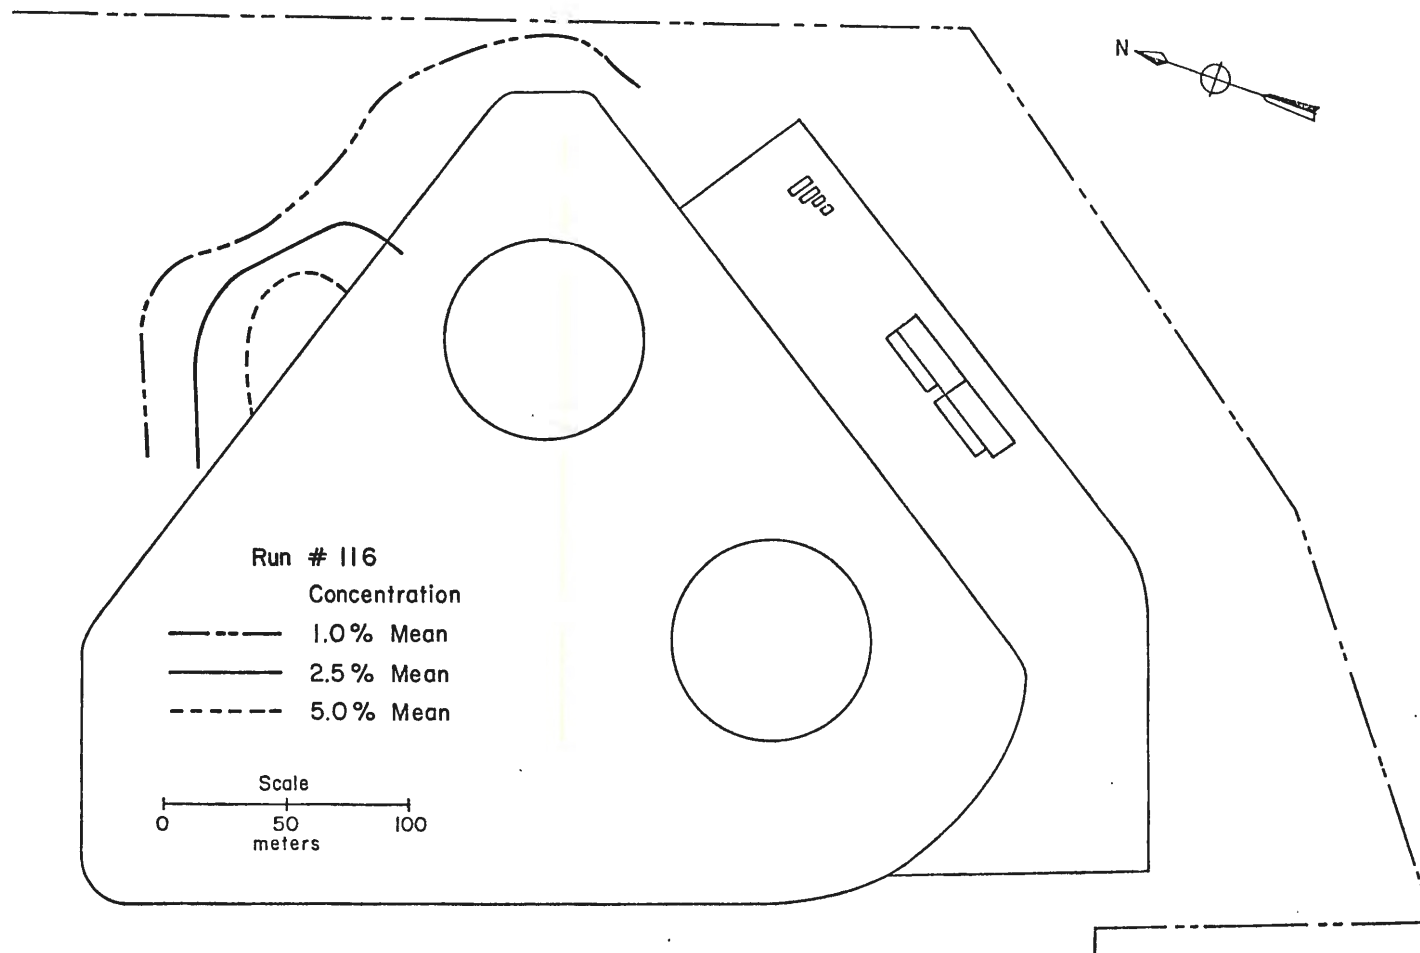 N
Run # 116
Concentration
1.0% Mean
2.5% Mean
5.0% Mean
Scale
0 50 100
meters